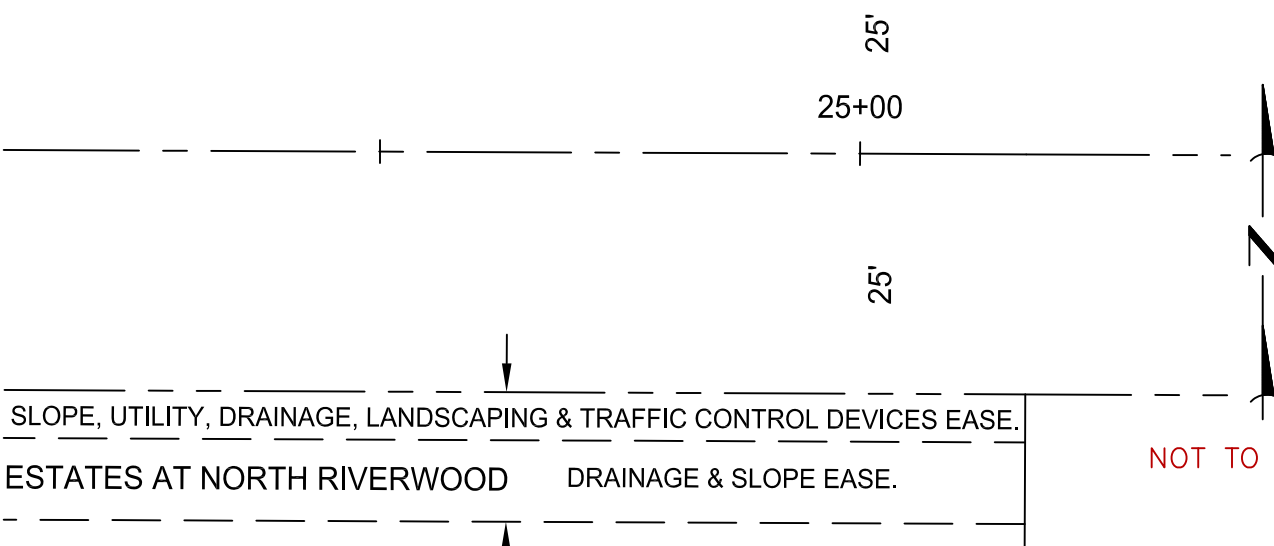 25'
25+00
25'
SLOPE, UTILITY, DRAINAGE, LANDSCAPING & TRAFFIC CONTROL DEVICES EASE.
ESTATES AT NORTH RIVERWOOD DRAINAGE & SLOPE EASE.
NOT TO